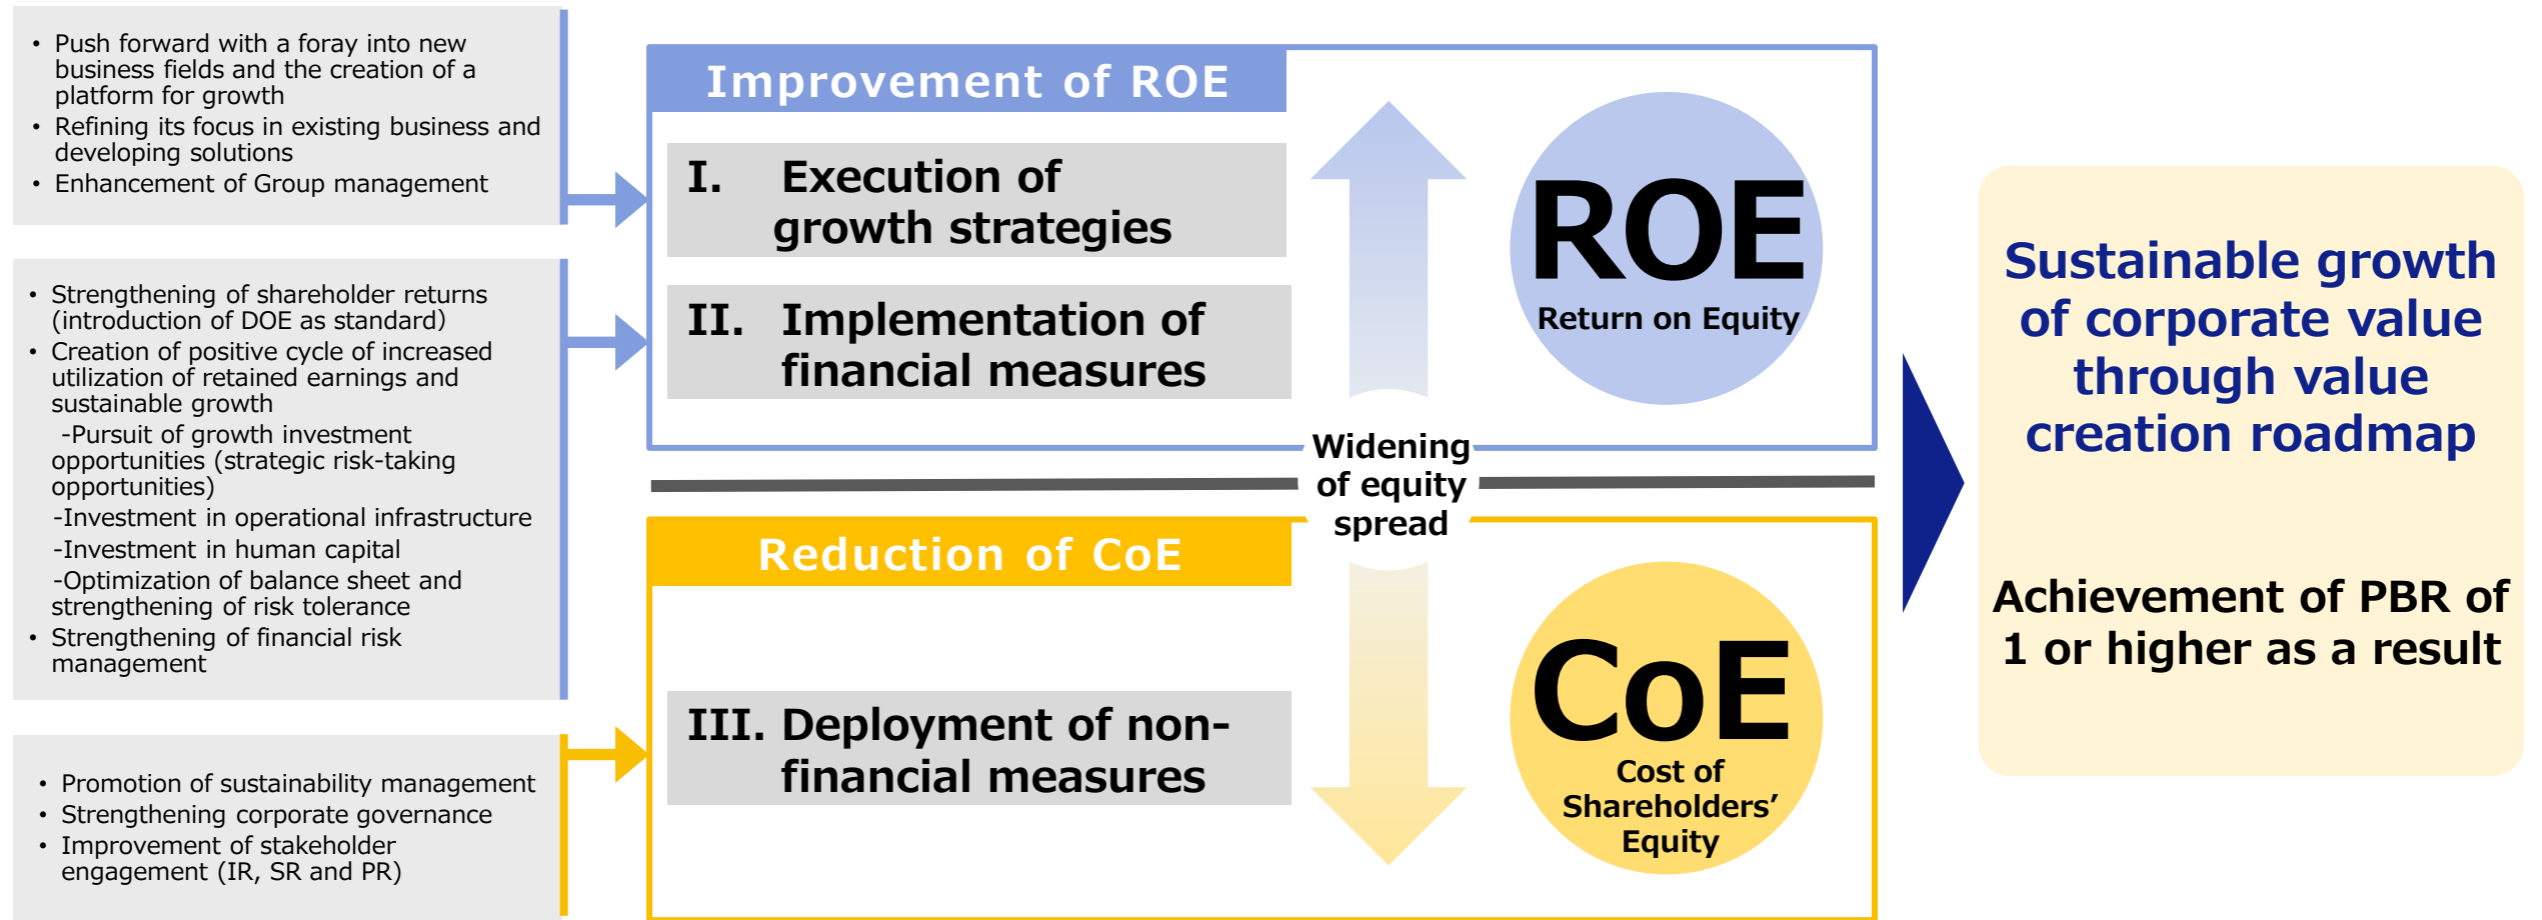 • Push forward with a foray into new
business fields and the creation of a
platform for growth
• Refining its focus in existing business and
developing solutions
• Enhancement of Group management
• Strengthening of shareholder returns
(introduction of DOE as standard)
• Creation of positive cycle of increased
utilization of retained earnings and
sustainable growth
-Pursuit of growth investment
opportunities (strategic risk-taking
opportunities)
-Investment in operational infrastructure
-Investment in human capital
-Optimization of balance sheet and
strengthening of risk tolerance
• Strengthening of financial risk
management
• Promotion of sustainability management
• Strengthening corporate governance
• Improvement of stakeholder
engagement (IR, SR and PR)
Improvement of ROE
I. Execution of
growth strategies
II. Implementation of
financial measures
ROE
Return on Equity
Widening
of equity
spread
Reduction of CoE
III. Deployment of non-
financial measures
CoE
Cost of
Shareholders’
Equity
Sustainable growth
of corporate value
through value
creation roadmap
Achievement of PBR of
1 or higher as a result